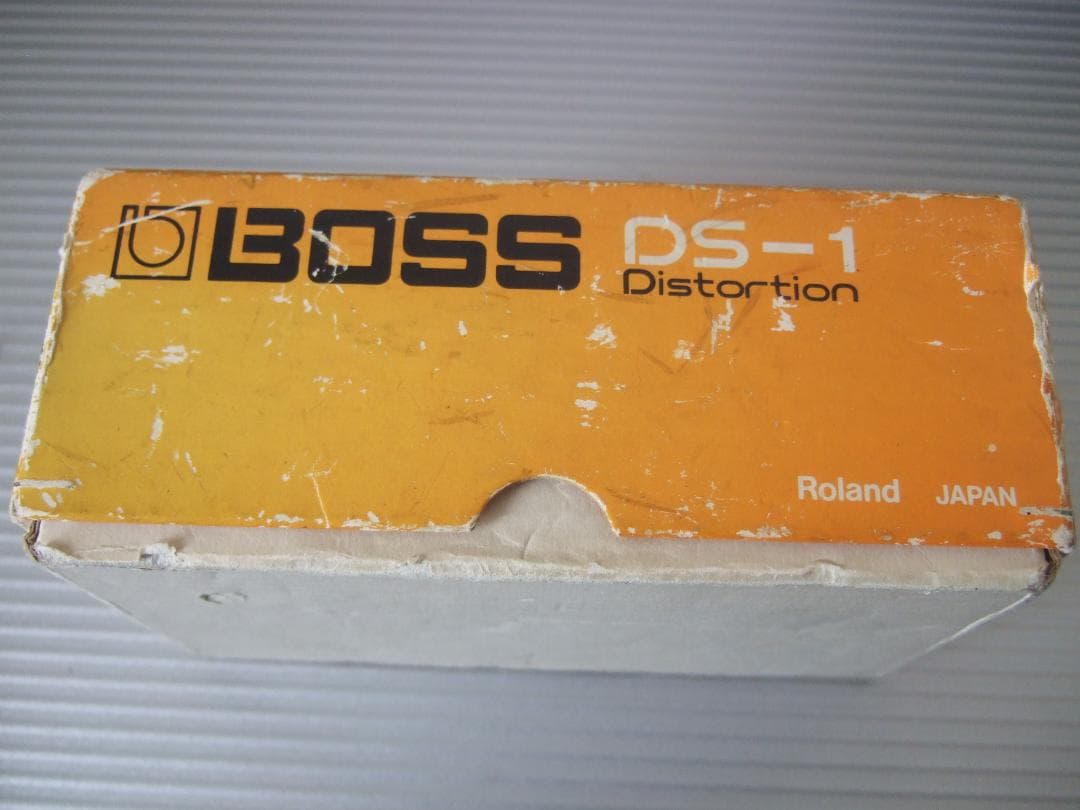 b BOSS DS-1
Distortion
Roland JAPAN